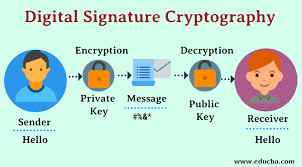 Digital Signature Cryptography
Encryption
Decryption
Private
Key
Message
#%&*
Public
Key
Sender
Hello
Receiver
Hello
www.educba.com